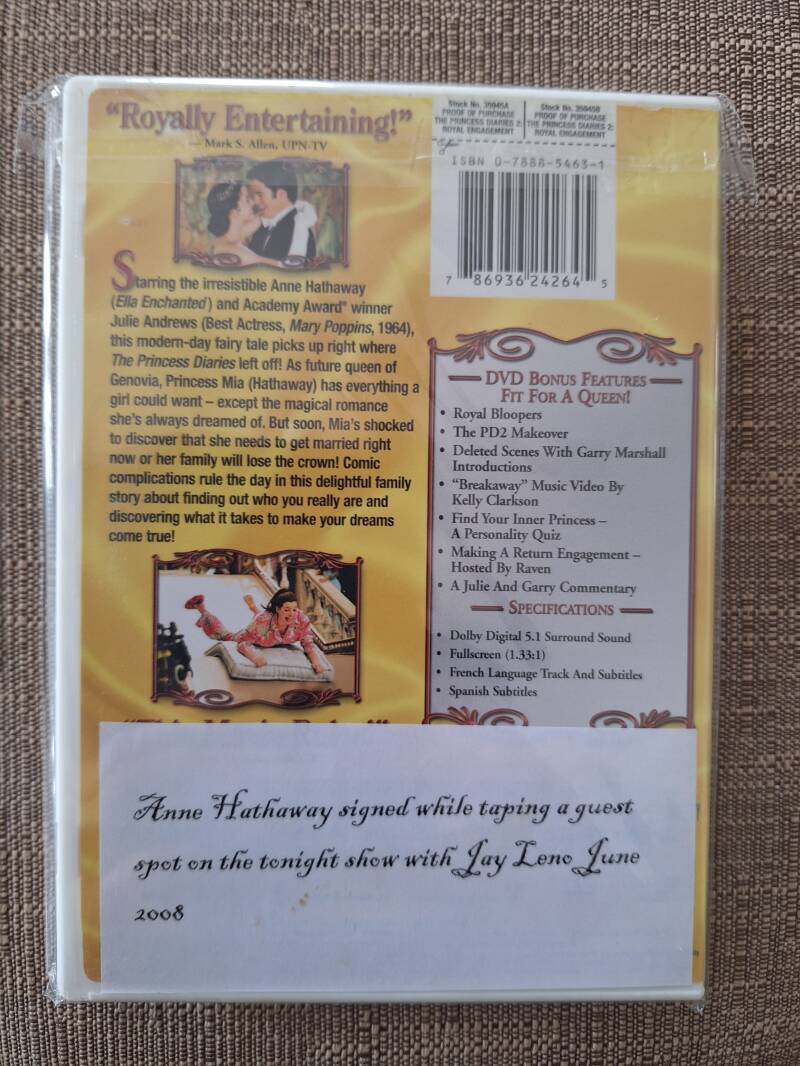 “Royally Entertaining!”
— Mark S. Allen, UPN-TV
Stock No. 35945A
PROOF OF PURCHASE
THE PRINCESS DIARIES 2:
ROYAL ENGAGEMENT
Stock No. 35945B
PROOF OF PURCHASE
THE PRINCESS DIARIES 2:
ROYAL ENGAGEMENT
ISBN 0-7888-5463-1
7 86936 24264 5
Starring the irresistible Anne Hathaway
(Ella Enchanted) and Academy Award® winner
Julie Andrews (Best Actress, Mary Poppins, 1964),
this modern-day fairy tale picks up right where
The Princess Diaries left off! As future queen of
Genovia, Princess Mia (Hathaway) has everything a
girl could want – except the magical romance
she's always dreamed of. But soon, Mia's shocked
to discover that she needs to get married right
now or her family will lose the crown! Comic
complications rule the day in this delightful family
story about finding out who you really are and
discovering what it takes to make your dreams
come true!
DVD BONUS FEATURES
FIT FOR A QUEEN!
• Royal Bloopers
• The PD2 Makeover
• Deleted Scenes With Garry Marshall
Introductions
• “Breakaway” Music Video By
Kelly Clarkson
• Find Your Inner Princess –
A Personality Quiz
• Making A Return Engagement –
Hosted By Raven
• A Julie And Garry Commentary
SPECIFICATIONS
• Dolby Digital 5.1 Surround Sound
• Fullscreen (1.33:1)
• French Language Track And Subtitles
• Spanish Subtitles
Anne Hathaway signed while taping a guest
spot on the tonight show with Jay Leno June
2008